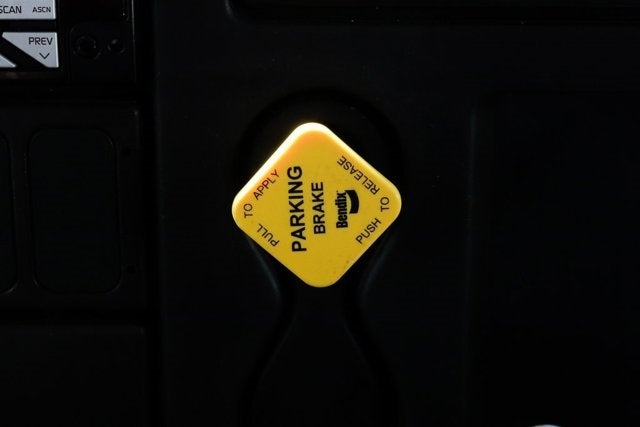 SCAN
ASCN
PREV
PULL TO APPLY
PARKING
BRAKE
Bendix
PUSH TO
RELEASE